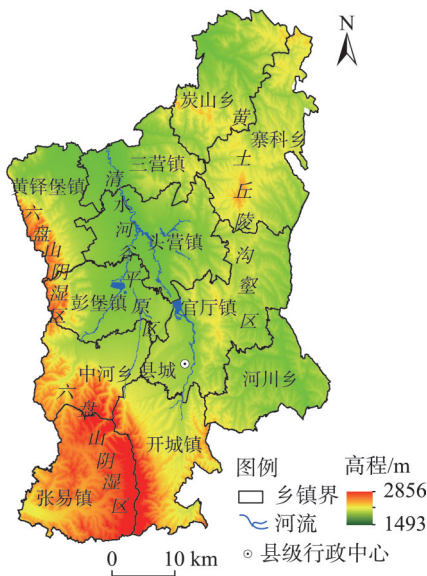 N
炭山乡
寨科乡
黄土丘陵沟壑区
三营镇
黄铎堡镇
清水河谷平原区
六盘山阴湿区
头营镇
彭堡镇
官厅镇
中河乡
县城
河川乡
六盘山阴湿区
开城镇
张易镇
图例
高程/m
乡镇界
2856
河流
1493
县级行政中心
0 10 km